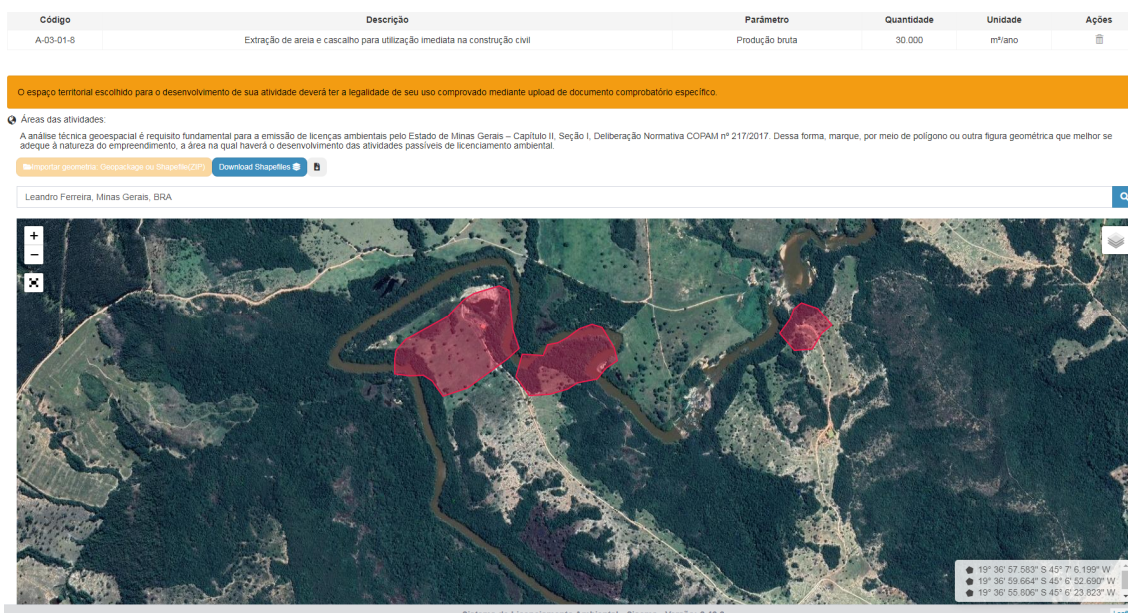 Código Descrição Parâmetro Quantidade Unidade Ações
A-03-01-8 Extração de areia e cascalho para utilização imediata na construção civil Produção bruta 30.000 m³/ano
O espaço territorial escolhido para o desenvolvimento de sua atividade deverá ter a legalidade de seu uso comprovado mediante upload de documento comprobatório específico.
Áreas das atividades:
A análise técnica geoespacial é requisito fundamental para a emissão de licenças ambientais pelo Estado de Minas Gerais – Capítulo II, Seção I, Deliberação Normativa COPAM nº 217/2017. Dessa forma, marque, por meio de polígono ou outra figura geométrica que melhor se
adeque à natureza do empreendimento, a área na qual haverá o desenvolvimento das atividades passíveis de licenciamento ambiental.
Importar geometria: Geopackage ou Shapefile(ZIP) Download Shapefiles
Leandro Ferreira, Minas Gerais, BRA
+
−
19° 36' 57.583" S 45° 7' 6.199" W
19° 36' 59.664" S 45° 6' 52.690" W
19° 36' 55.806" S 45° 6' 23.823" W